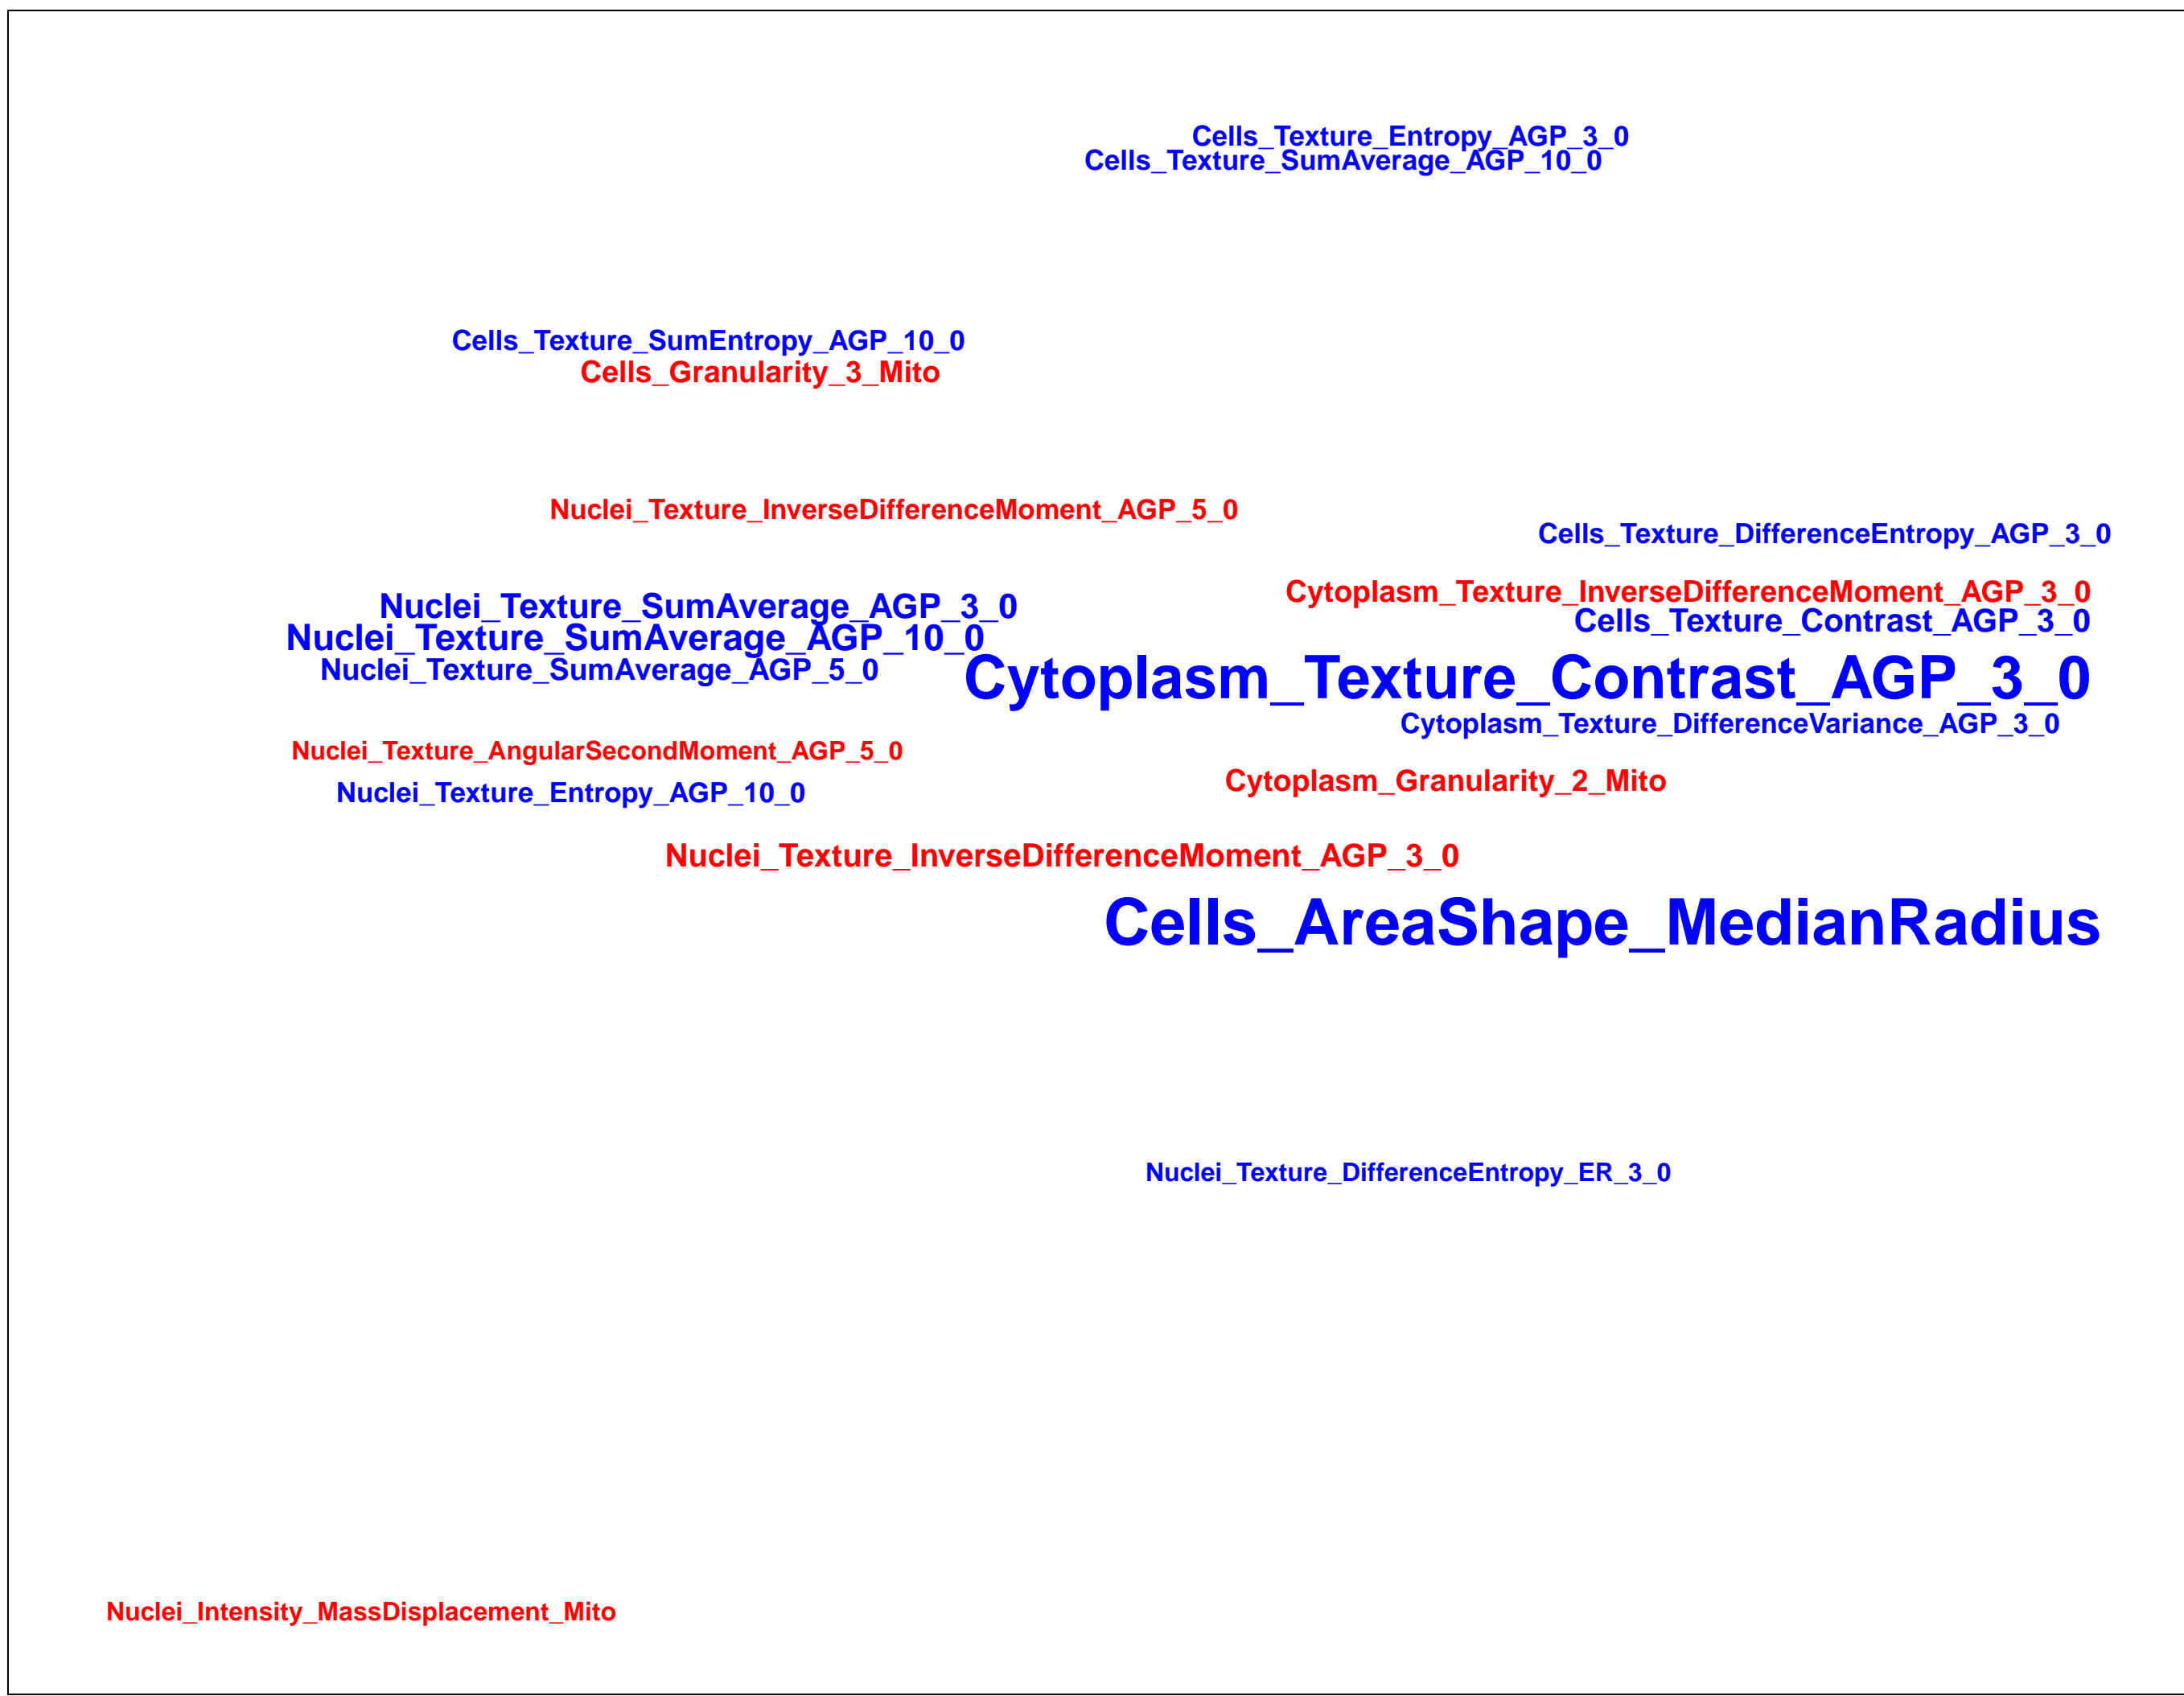 Cells_Texture_Entropy_AGP_3_0
Cells_Texture_SumAverage_AGP_10_0
Cells_Texture_SumEntropy_AGP_10_0
Cells_Granularity_3_Mito
Nuclei_Texture_InverseDifferenceMoment_AGP_5_0
Cells_Texture_DifferenceEntropy_AGP_3_0
Cytoplasm_Texture_InverseDifferenceMoment_AGP_3_0
Nuclei_Texture_SumAverage_AGP_3_0
Cells_Texture_Contrast_AGP_3_0
Nuclei_Texture_SumAverage_AGP_10_0
Nuclei_Texture_SumAverage_AGP_5_0
Cytoplasm_Texture_Contrast_AGP_3_0
Cytoplasm_Texture_DifferenceVariance_AGP_3_0
Nuclei_Texture_AngularSecondMoment_AGP_5_0
Cytoplasm_Granularity_2_Mito
Nuclei_Texture_Entropy_AGP_10_0
Nuclei_Texture_InverseDifferenceMoment_AGP_3_0
Cells_AreaShape_MedianRadius
Nuclei_Texture_DifferenceEntropy_ER_3_0
Nuclei_Intensity_MassDisplacement_Mito